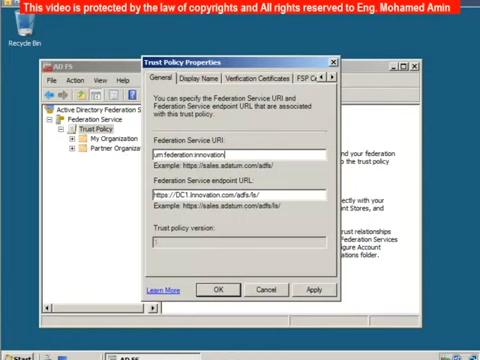 This video is protected by the law of copyrights and All rights reserved to Eng. Mohamed Amin
Recycle Bin
AD FS
File Action View Help
Active Directory Federation S
Federation Service
Trust Policy
My Organization
Partner Organiza
Trust Policy Properties
General Display Name Verification Certificates FSP Ce
You can specify the Federation Service URI and
Federation Service endpoint URL that are associated
with this trust policy.
Federation Service URI:
urn:federation:innovation
Example: https://sales.adatum.com/adfs/
Federation Service endpoint URL:
https://DC1.Innovation.com/adfs/ls/
Example: https://sales.adatum.com/adfs/ls/
Trust policy version:
1
Learn More OK Cancel Apply
nd your federation
ectly with your
nt Stores, and
rust relationships
Federation Services
figure Account
ations folder.
Start
AD FS